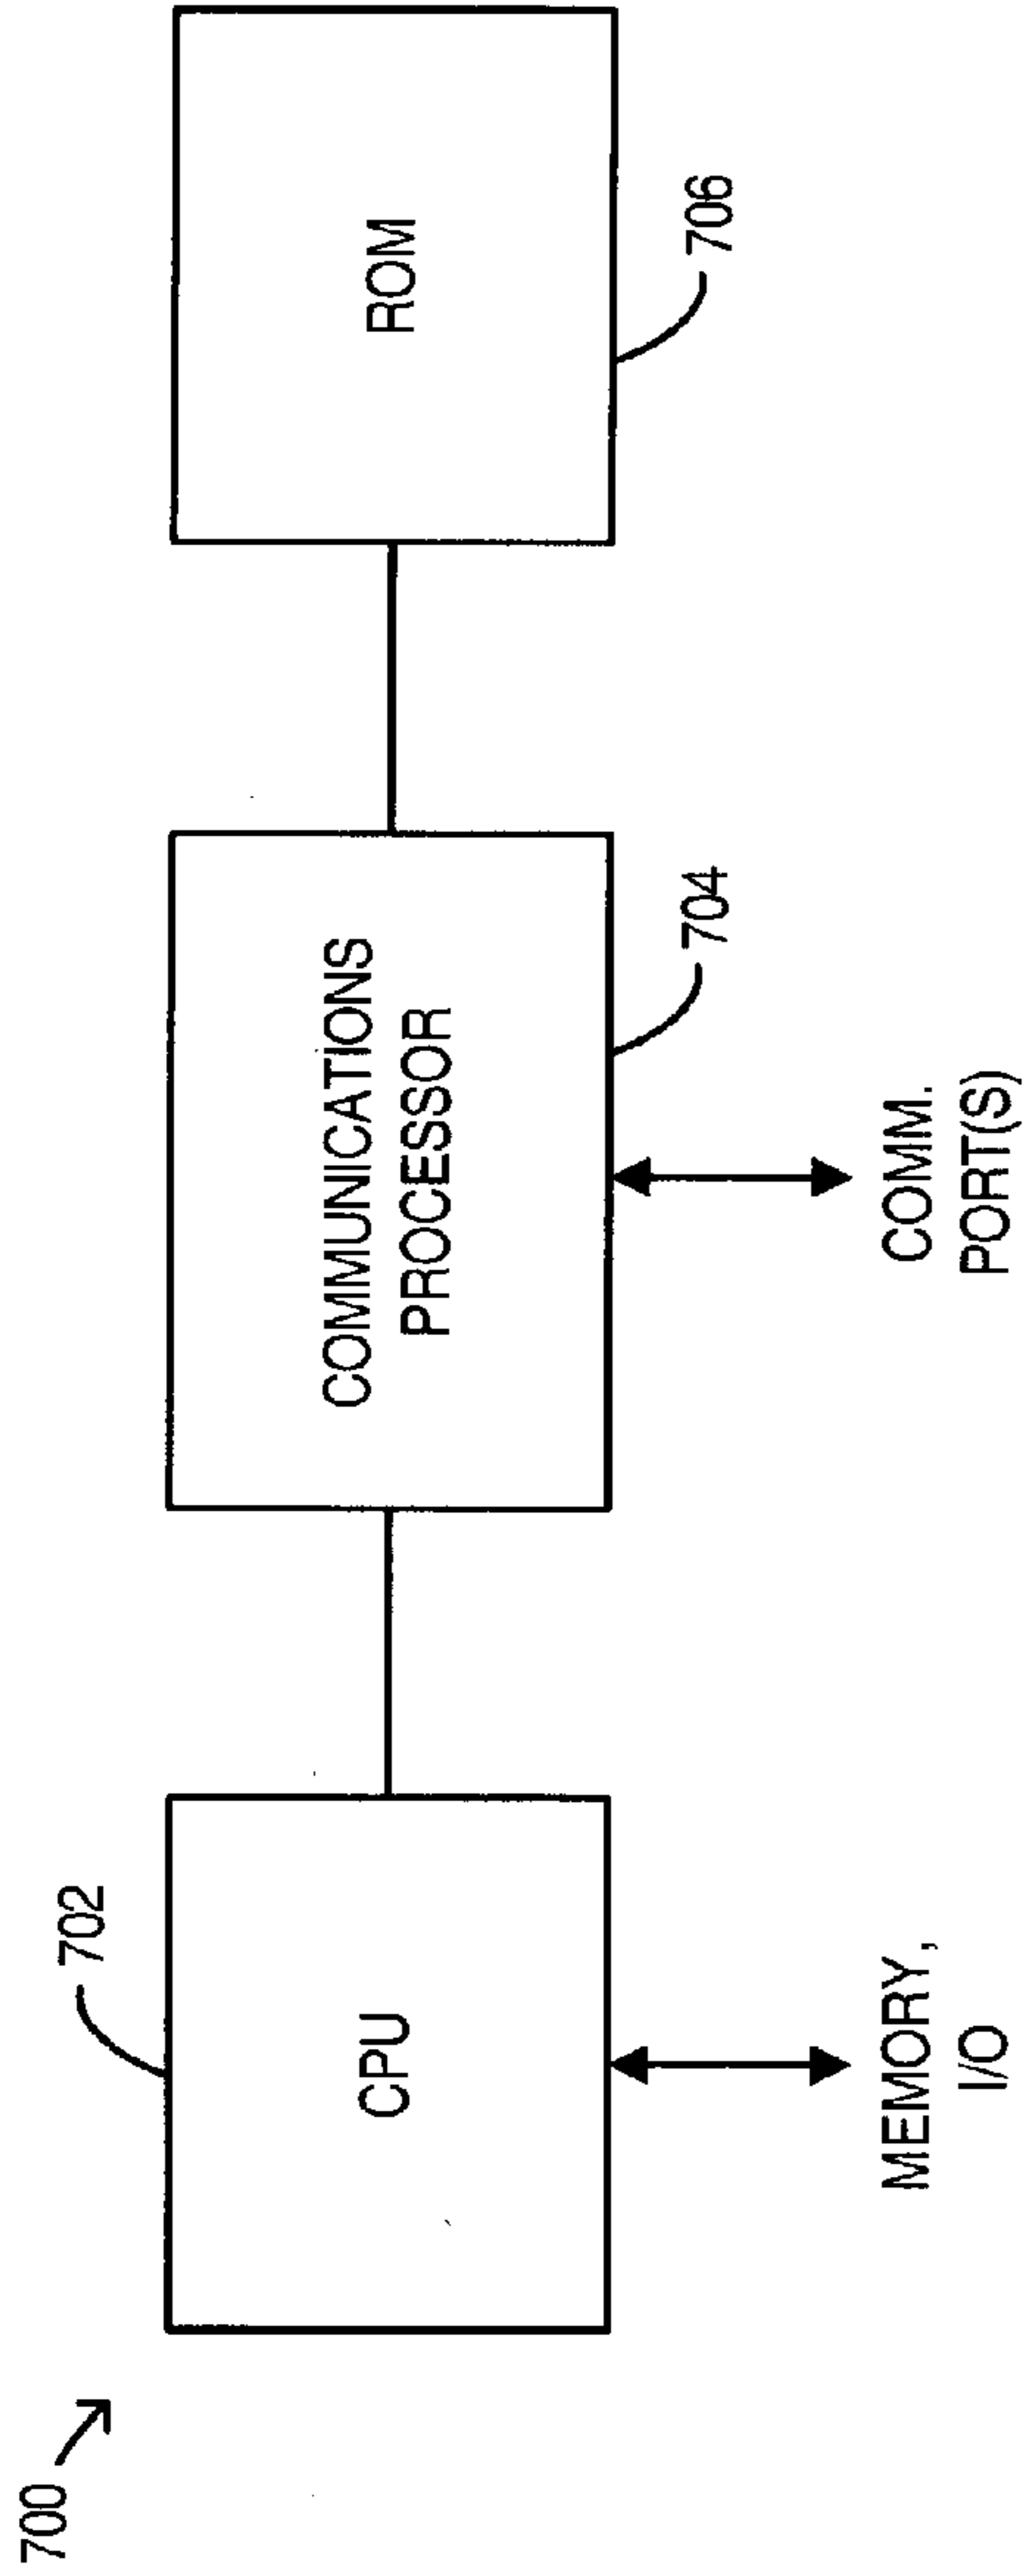 700
702
CPU
MEMORY,
I/O
COMMUNICATIONS
PROCESSOR
704
COMM.
PORT(S)
ROM
706